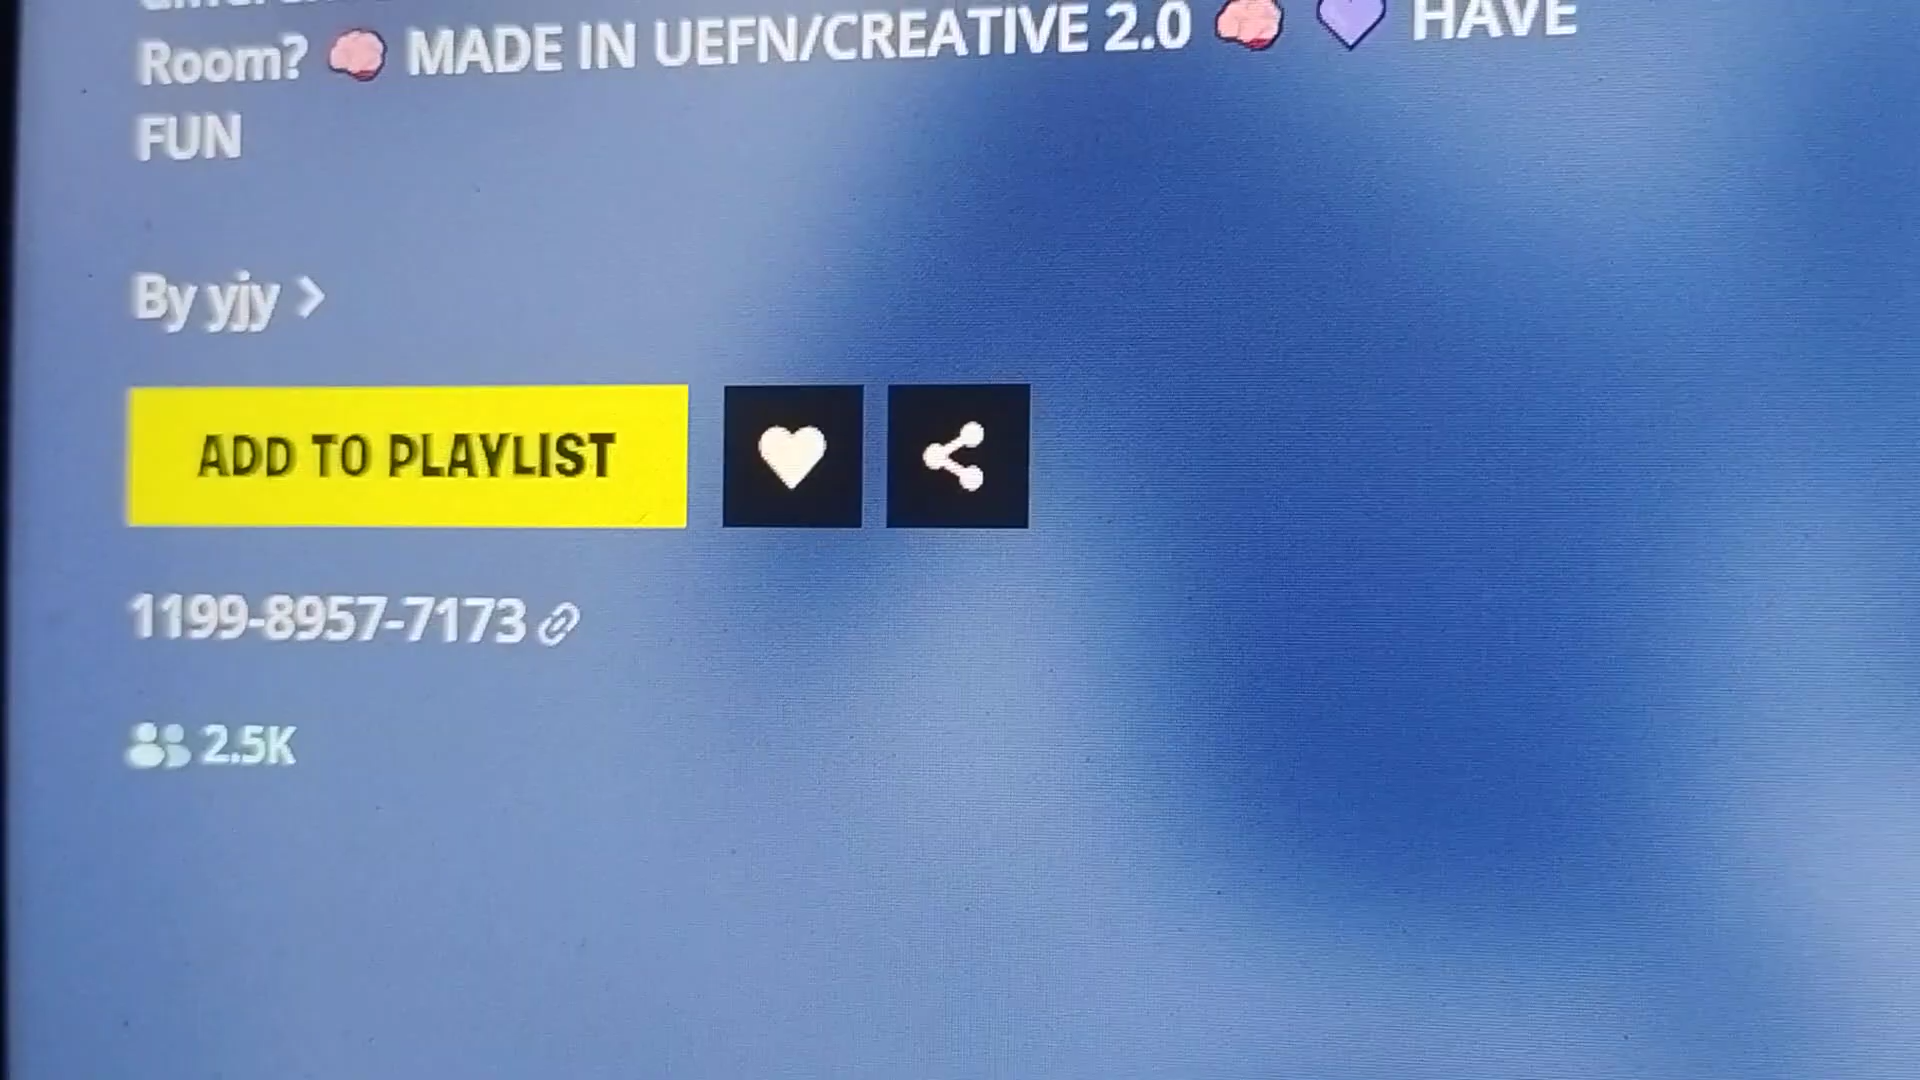 Room? 🧠 MADE IN UEFN/CREATIVE 2.0 🧠 💜 HAVE
FUN
By yjy >
ADD TO PLAYLIST
1199-8957-7173
2.5K